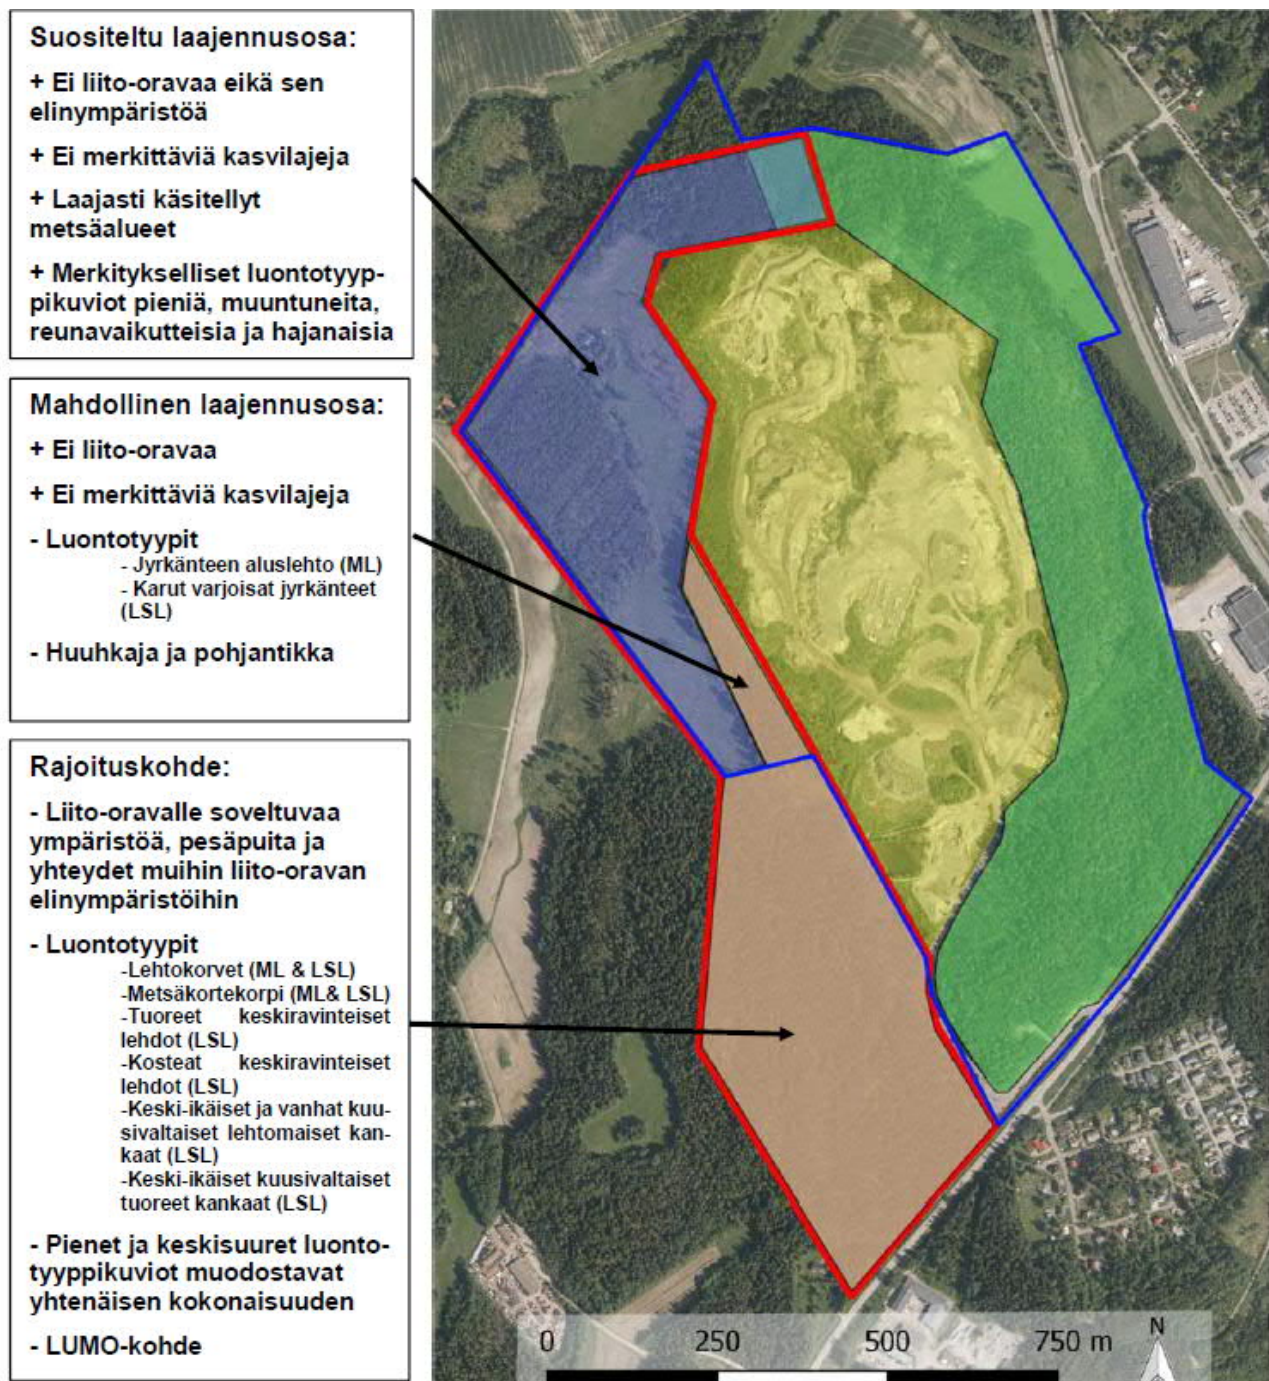 Suositeltu laajennusosa:
+ Ei liito-oravaa eikä sen
elinympäristöä
+ Ei merkittäviä kasvilajeja
+ Laajasti käsitellyt
metsäalueet
+ Merkitykselliset luontotyyp-
pikuviot pieniä, muuntuneita,
reunavaikutteisia ja hajanaisia
Mahdollinen laajennusosa:
+ Ei liito-oravaa
+ Ei merkittäviä kasvilajeja
- Luontotyypit
- Jyrkänteen aluslehto (ML)
- Karut varjoisat jyrkänteet
(LSL)
- Huuhkaja ja pohjantikka
Rajoituskohde:
- Liito-oravalle soveltuvaa
ympäristöä, pesäpuita ja
yhteydet muihin liito-oravan
elinympäristöihin
- Luontotyypit
-Lehtokorvet (ML & LSL)
-Metsäkortekorpi (ML& LSL)
-Tuoreet keskiravinteiset
lehdot (LSL)
-Kosteat keskiravinteiset
lehdot (LSL)
-Keski-ikäiset ja vanhat kuu-
sivaltaiset lehtomaiset kan-
kaat (LSL)
-Keski-ikäiset kuusivaltaiset
tuoreet kankaat (LSL)
- Pienet ja keskisuuret luonto-
tyyppikuviot muodostavat
yhtenäisen kokonaisuuden
- LUMO-kohde
0 250 500 750 m
N